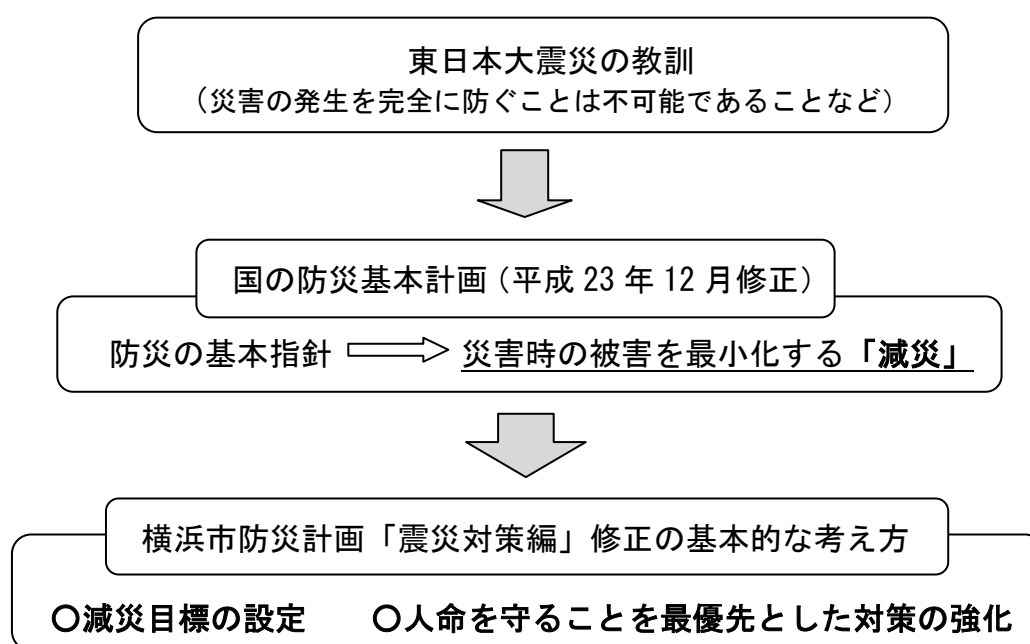 東日本大震災の教訓
（災害の発生を完全に防ぐことは不可能であることなど）
国の防災基本計画（平成 23 年 12 月修正）
防災の基本指針 災害時の被害を最小化する「減災」
横浜市防災計画「震災対策編」修正の基本的な考え方
○減災目標の設定 ○人命を守ることを最優先とした対策の強化